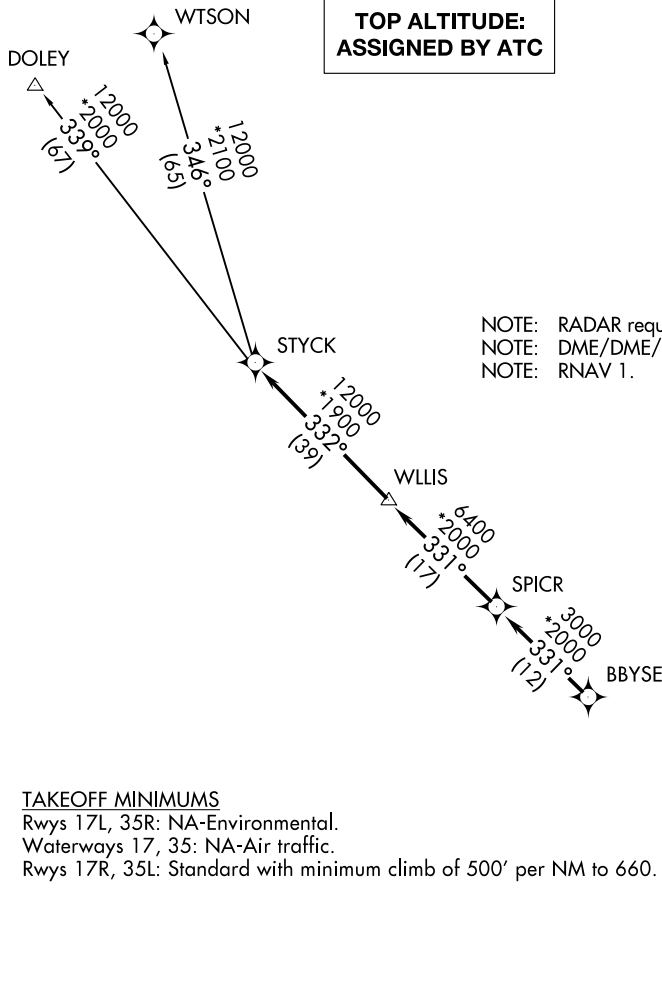 WTSON
TOP ALTITUDE:
ASSIGNED BY ATC
DOLEY
12000
*2000
339°
(67)
12000
*2100
346°
(65)
NOTE: RADAR requ
NOTE: DME/DME/
NOTE: RNAV 1.
STYCK
12000
*1900
332°
(39)
WLLIS
6400
*2000
331°
(17)
SPICR
3000
*2000
331°
(12)
BBYSE
TAKEOFF MINIMUMS
Rwys 17L, 35R: NA-Environmental.
Waterways 17, 35: NA-Air traffic.
Rwys 17R, 35L: Standard with minimum climb of 500' per NM to 660.